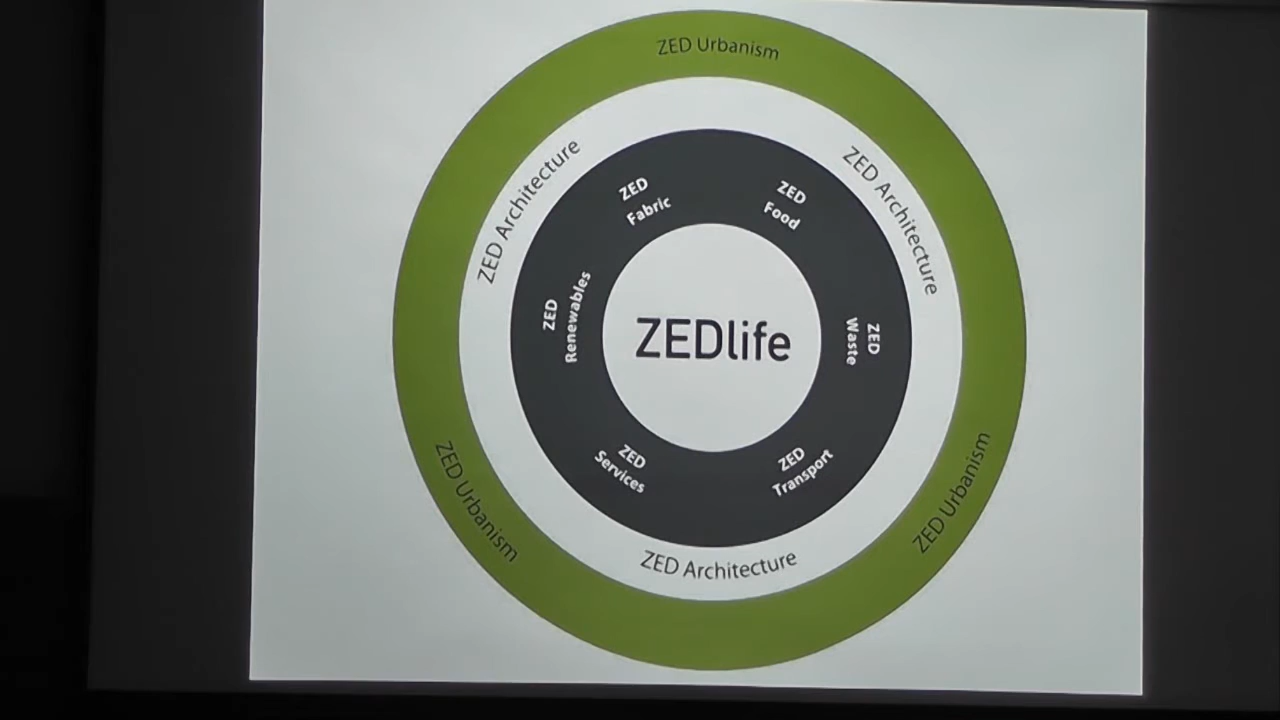 ZED Urbanism
ZED Architecture
ZED Architecture
ZED
Fabric
ZED
Food
ZED
Renewables
ZEDlife
ZED
Waste
ZED
Services
ZED
Transport
ZED Urbanism
ZED Urbanism
ZED Architecture